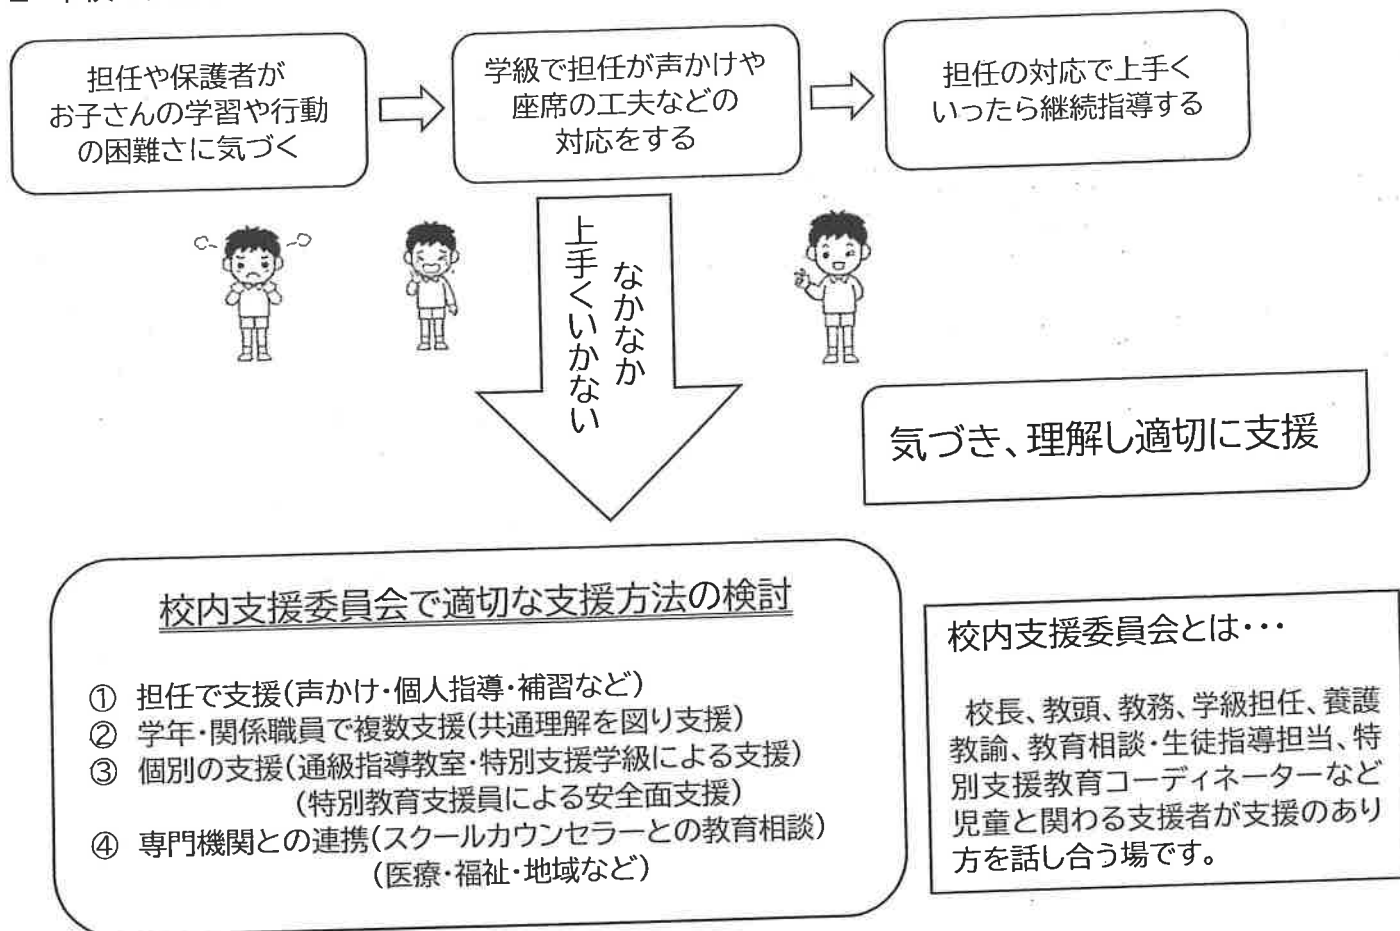 担任や保護者が
お子さんの学習や行動
の困難さに気づく
学級で担任が声かけや
座席の工夫などの
対応をする
担任の対応で上手く
いったら継続指導する
なかなか
上手くいかない
気づき、理解し適切に支援
校内支援委員会で適切な支援方法の検討
① 担任で支援(声かけ・個人指導・補習など)
② 学年・関係職員で複数支援(共通理解を図り支援)
③ 個別の支援(通級指導教室・特別支援学級による支援)
(特別教育支援員による安全面支援)
④ 専門機関との連携(スクールカウンセラーとの教育相談)
(医療・福祉・地域など)
校内支援委員会とは・・・
校長、教頭、教務、学級担任、養護
教諭、教育相談・生徒指導担当、特
別支援教育コーディネーターなど
児童と関わる支援者が支援のあり
方を話し合う場です。